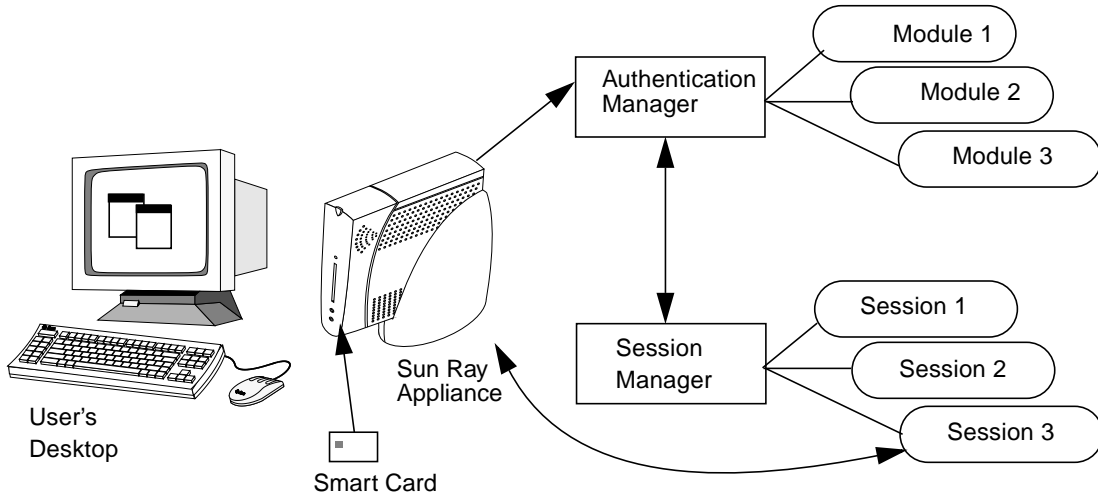 Module 1
Authentication
Manager
Module 2
Module 3
Session 1
Session
Manager
Session 2
Session 3
Sun Ray
Appliance
User's
Desktop
Smart Card